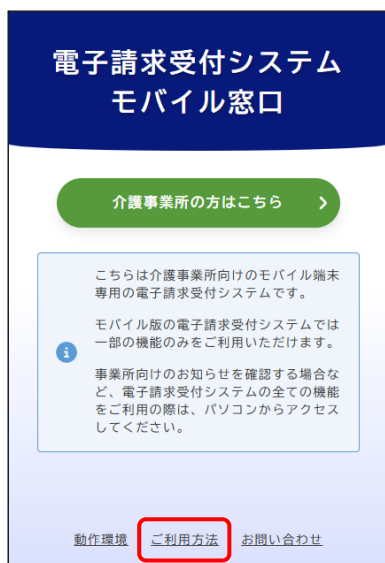 電子請求受付システム
モバイル窓口
介護事業所の方はこちら
こちらは介護事業所向けのモバイル端末
専用の電子請求受付システムです。
モバイル版の電子請求受付システムでは
一部の機能のみをご利用いただけます。
事業所向けのお知らせを確認する場合な
ど、電子請求受付システムの全ての機能
をご利用の際は、パソコンからアクセス
してください。
動作環境 ご利用方法 お問い合わせ